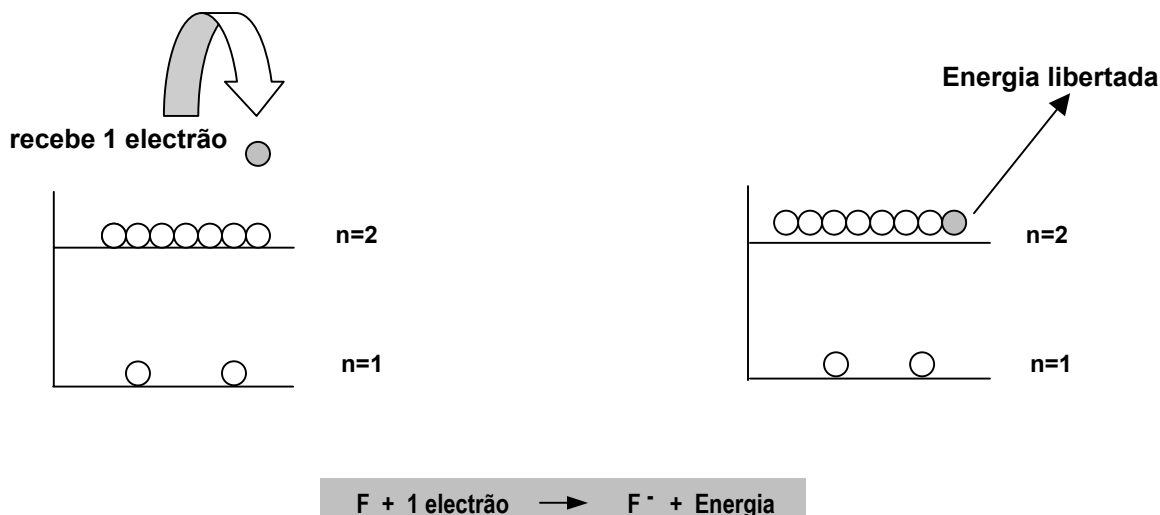 Energia libertada
recebe 1 electrão
n=2
n=2
n=1
n=1
F + 1 electrão → F - + Energia